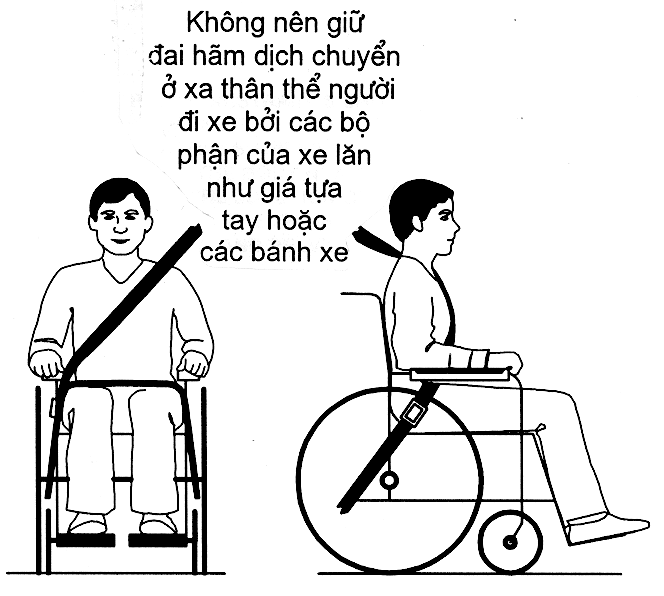 Không nên giữ
đai hãm dịch chuyển
ở xa thân thể người
đi xe bởi các bộ
phận của xe lăn
như giá tựa
tay hoặc
các bánh xe